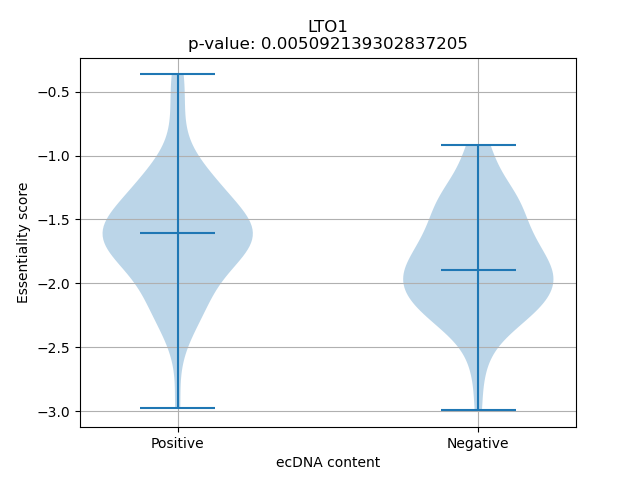 LTO1
p-value: 0.005092139302837205
Essentiality score
−0.5
−1.0
−1.5
−2.0
−2.5
−3.0
Positive
Negative
ecDNA content